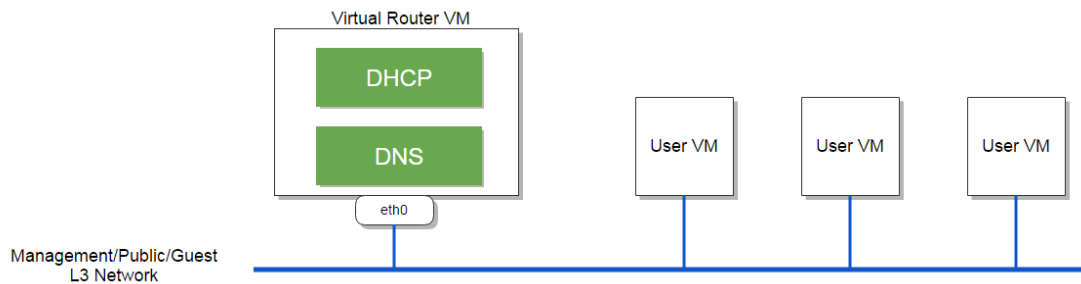 Virtual Router VM
DHCP
DNS
eth0
User VM
User VM
User VM
Management/Public/Guest
L3 Network